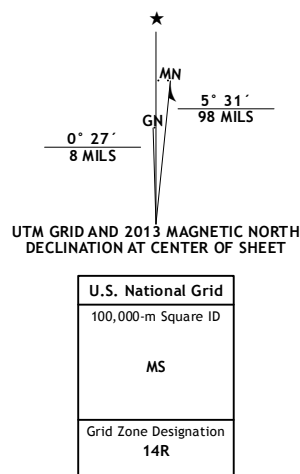 MN
GN
5° 31´
98 MILS
0° 27´
8 MILS
UTM GRID AND 2013 MAGNETIC NORTH
DECLINATION AT CENTER OF SHEET
U.S. National Grid
100,000-m Square ID
MS
Grid Zone Designation
14R